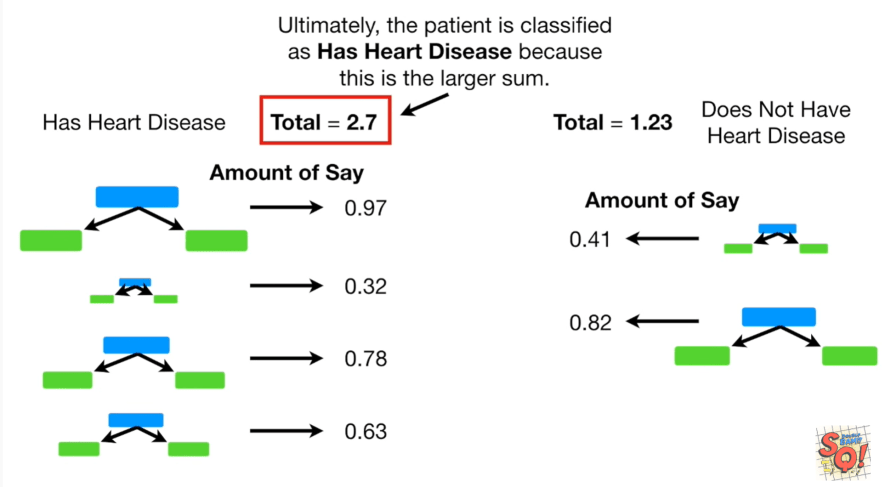 Ultimately, the patient is classified
as Has Heart Disease because
this is the larger sum.
Has Heart Disease
Total = 2.7
Total = 1.23
Does Not Have
Heart Disease
Amount of Say
0.97
0.32
0.78
0.63
Amount of Say
0.41
0.82
SQ!